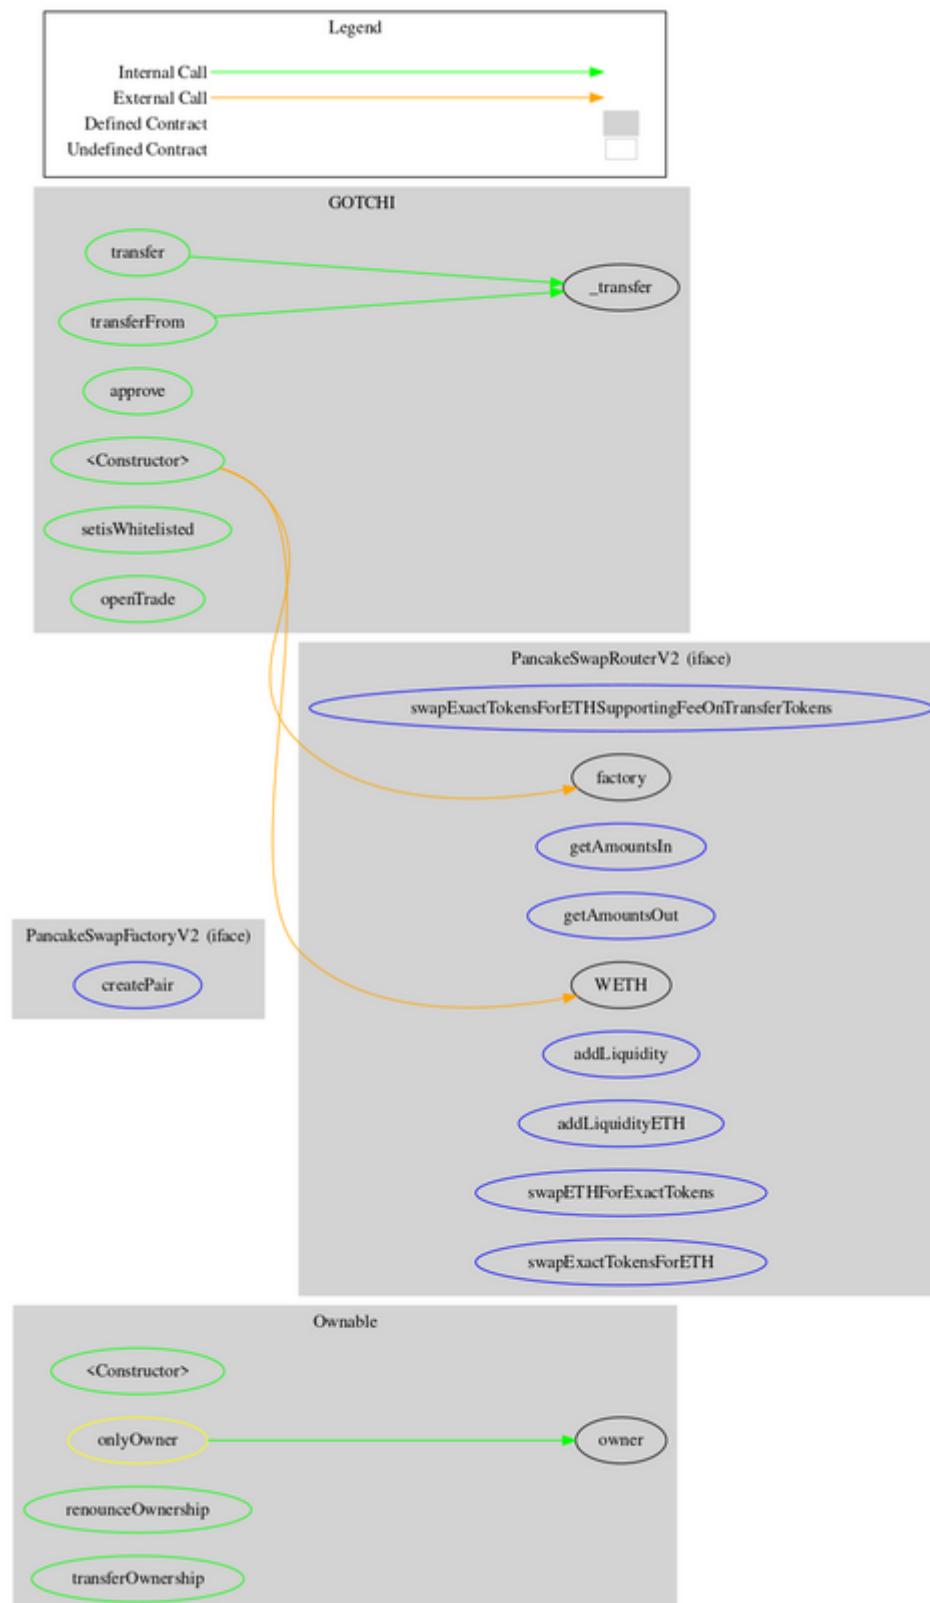 Legend
Internal Call
External Call
Defined Contract
Undefined Contract
GOTCHI
transfer
_transfer
transferFrom
approve
<Constructor>
setisWhitelisted
openTrade
PancakeSwapRouterV2 (iface)
swapExactTokensForETHSupportingFeeOnTransferTokens
factory
getAmountsIn
getAmountsOut
PancakeSwapFactoryV2 (iface)
createPair
WETH
addLiquidity
addLiquidityETH
swapETHForExactTokens
swapExactTokensForETH
Ownable
<Constructor>
onlyOwner
owner
renounceOwnership
transferOwnership